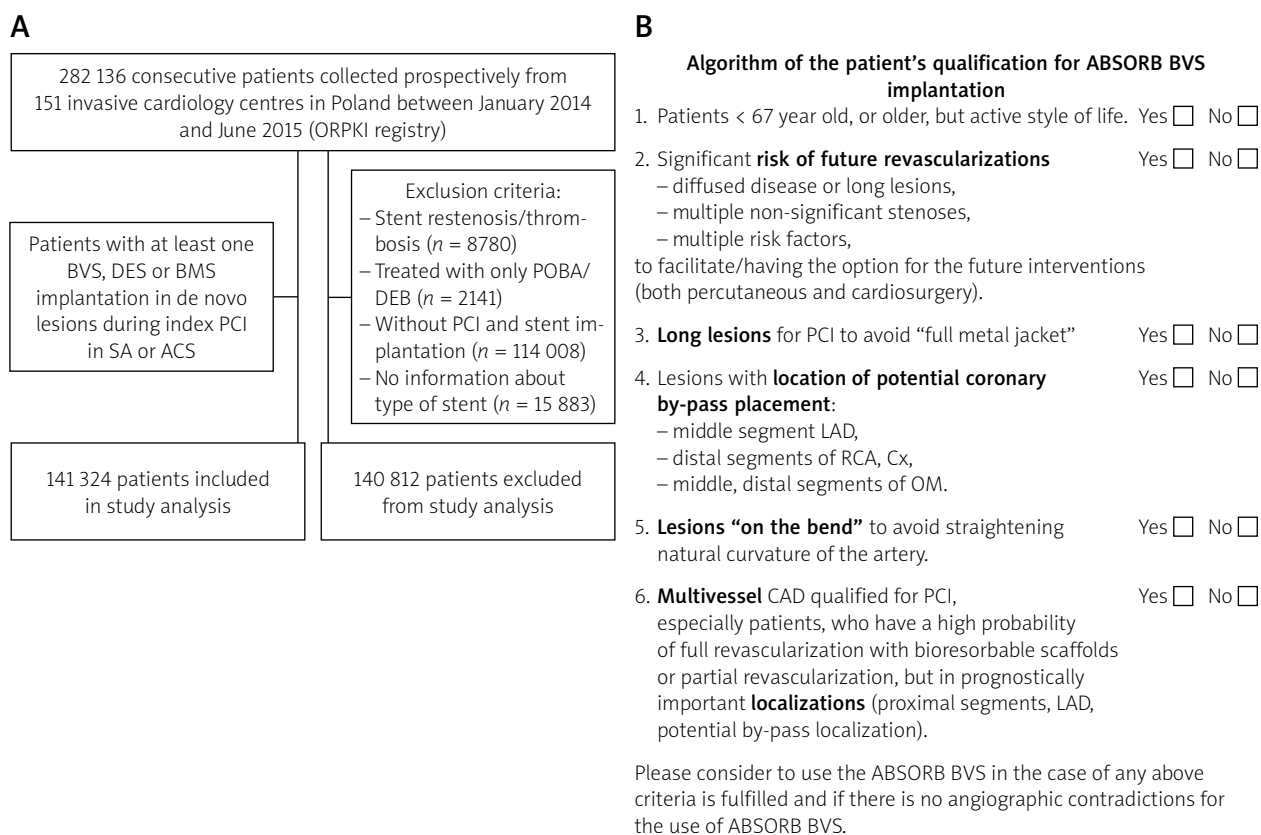 A
282 136 consecutive patients collected prospectively from
151 invasive cardiology centres in Poland between January 2014
and June 2015 (ORPKI registry)
Patients with at least one
BVS, DES or BMS
implantation in de novo
lesions during index PCI
in SA or ACS
Exclusion criteria:
– Stent restenosis/throm-
bosis (n = 8780)
– Treated with only POBA/
DEB (n = 2141)
– Without PCI and stent im-
plantation (n = 114 008)
– No information about
type of stent (n = 15 883)
141 324 patients included
in study analysis
140 812 patients excluded
from study analysis
B
Algorithm of the patient's qualification for ABSORB BVS
implantation
1. Patients < 67 year old, or older, but active style of life. Yes No
2. Significant risk of future revascularizations Yes No
– diffused disease or long lesions,
– multiple non-significant stenoses,
– multiple risk factors,
to facilitate/having the option for the future interventions
(both percutaneous and cardiosurgery).
3. Long lesions for PCI to avoid "full metal jacket" Yes No
4. Lesions with location of potential coronary Yes No
by-pass placement:
– middle segment LAD,
– distal segments of RCA, Cx,
– middle, distal segments of OM.
5. Lesions "on the bend" to avoid straightening Yes No
natural curvature of the artery.
6. Multivessel CAD qualified for PCI, Yes No
especially patients, who have a high probability
of full revascularization with bioresorbable scaffolds
or partial revascularization, but in prognostically
important localizations (proximal segments, LAD,
potential by-pass localization).
Please consider to use the ABSORB BVS in the case of any above
criteria is fulfilled and if there is no angiographic contradictions for
the use of ABSORB BVS.